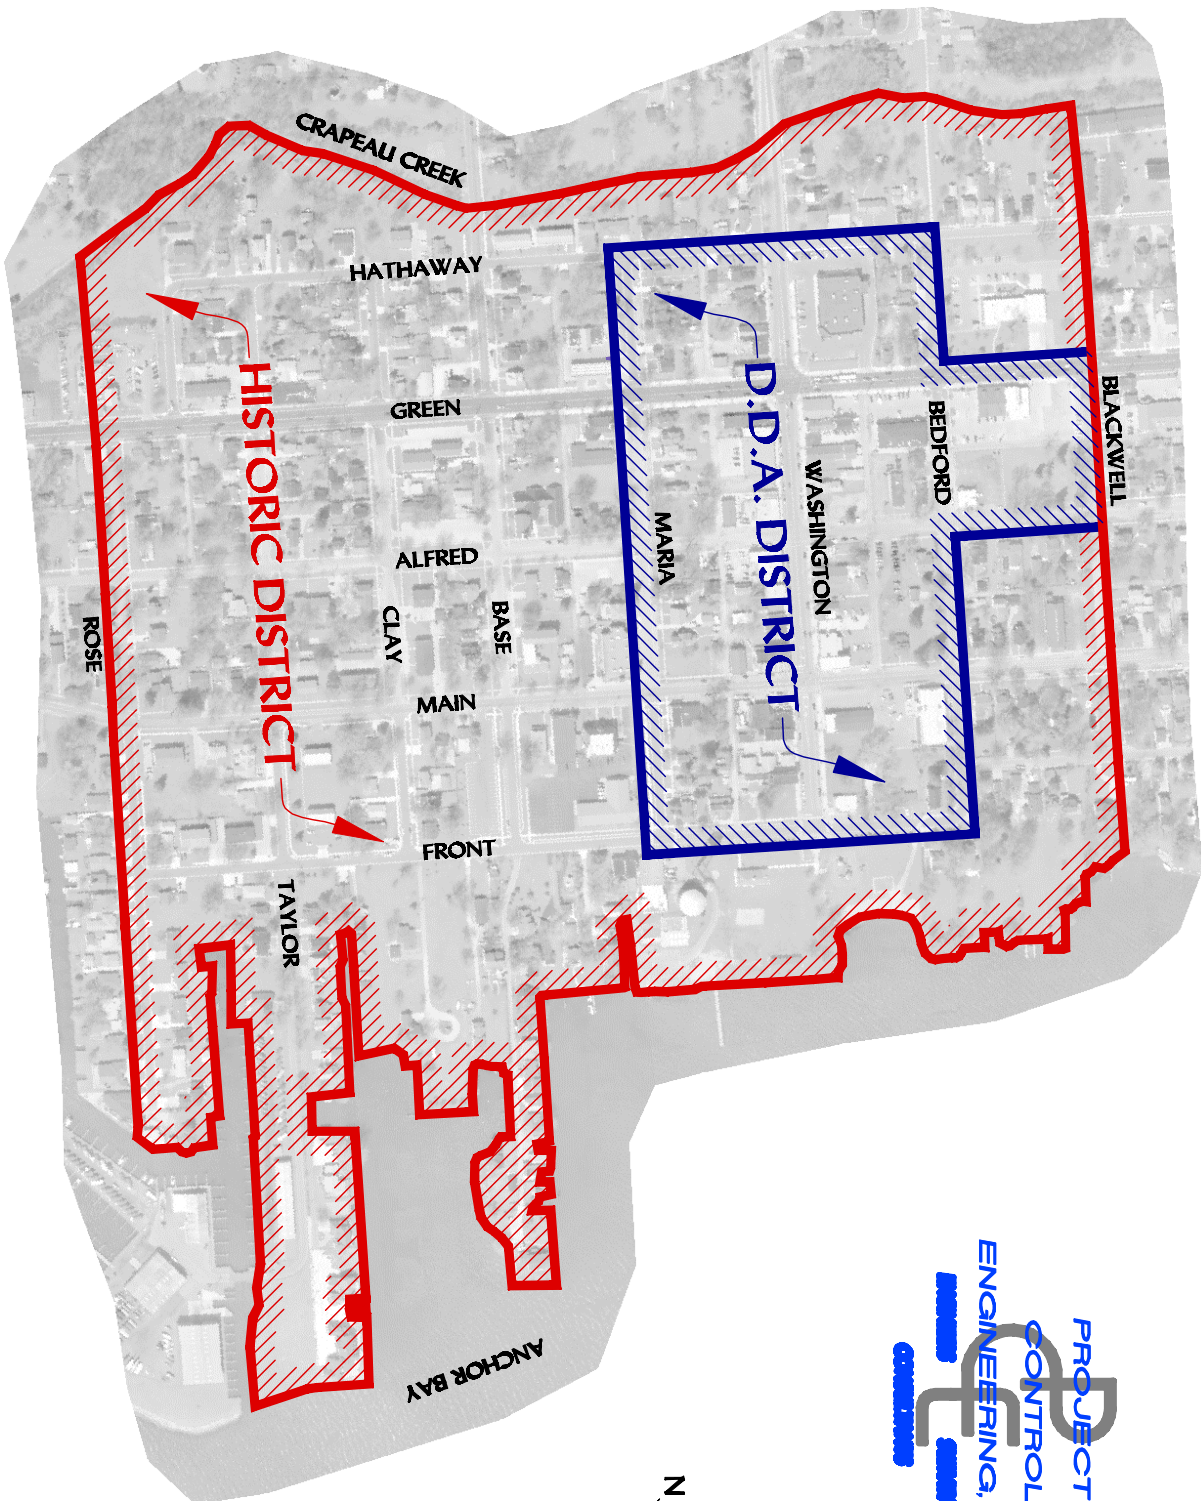 CRAPEAU CREEK
HATHAWAY
GREEN
BLACKWELL
HISTORIC DISTRICT
D.D.A. DISTRICT
BEDFORD
WASHINGTON
MARIA
ALFRED
BASE
CLAY
ROSE
MAIN
FRONT
TAYLOR
ANCHOR BAY
PROJECT
CONTROL
ENGINEERING,
N